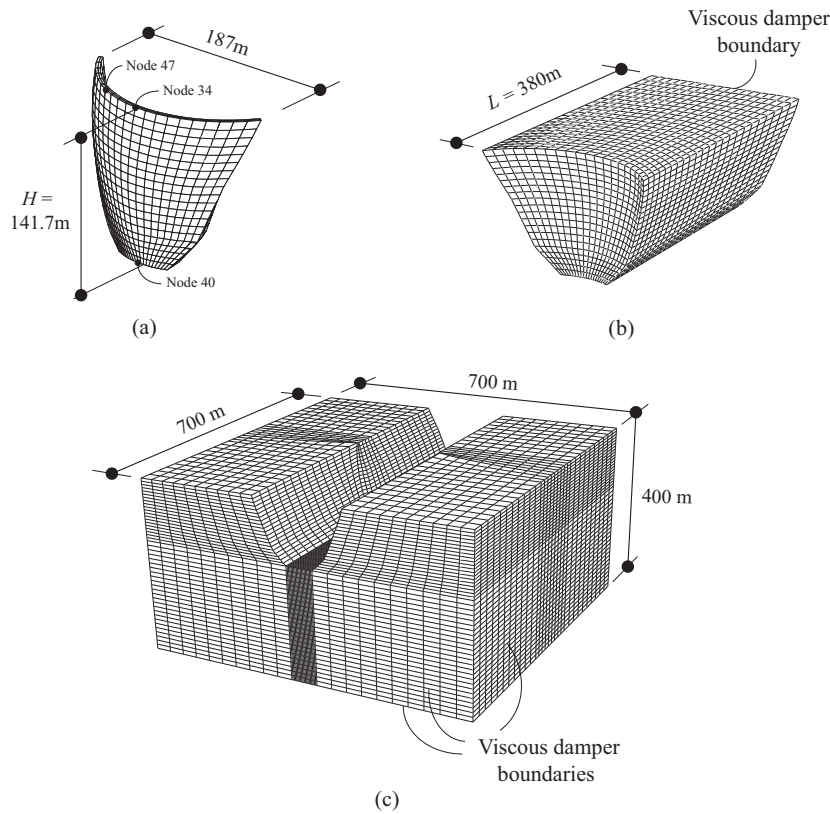 187m
Node 47
Node 34
H =
141.7m
Node 40
(a)
Viscous damper
boundary
L = 380m
(b)
700 m
700 m
400 m
Viscous damper
boundaries
(c)